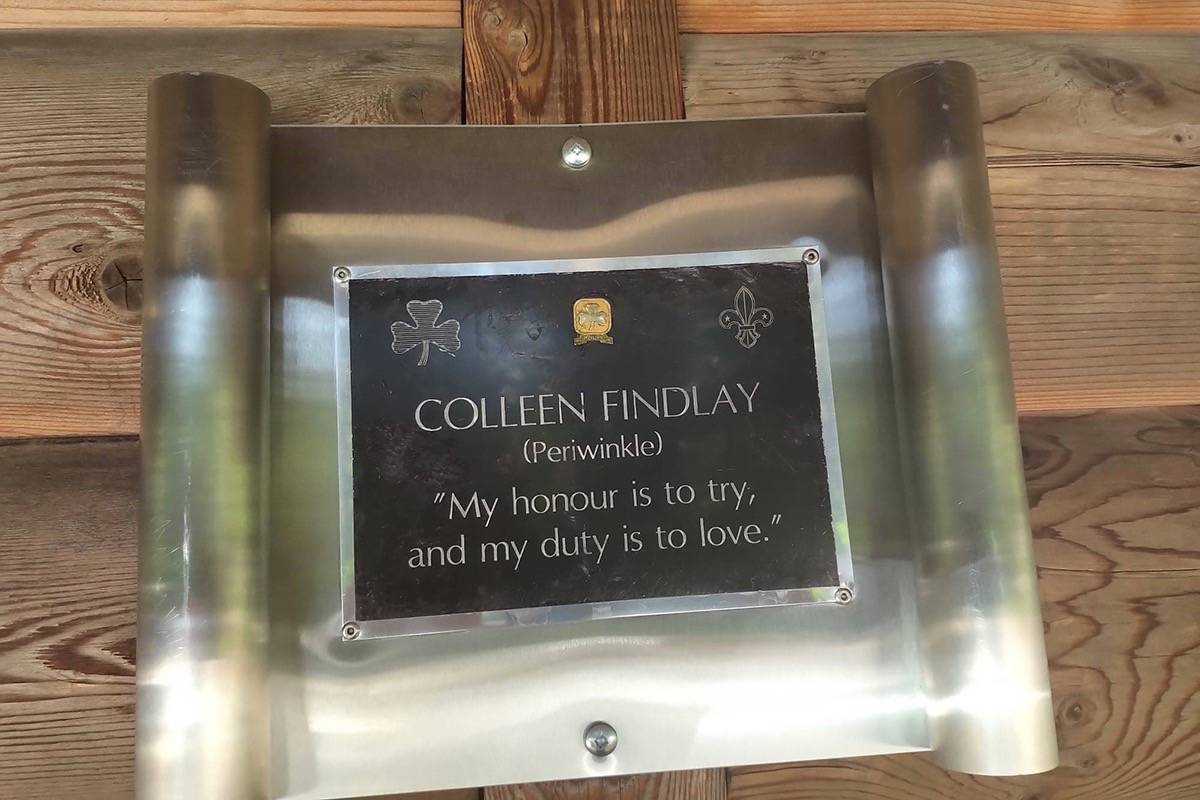 COLLEEN FINDLAY
(Periwinkle)
"My honour is to try,
and my duty is to love."